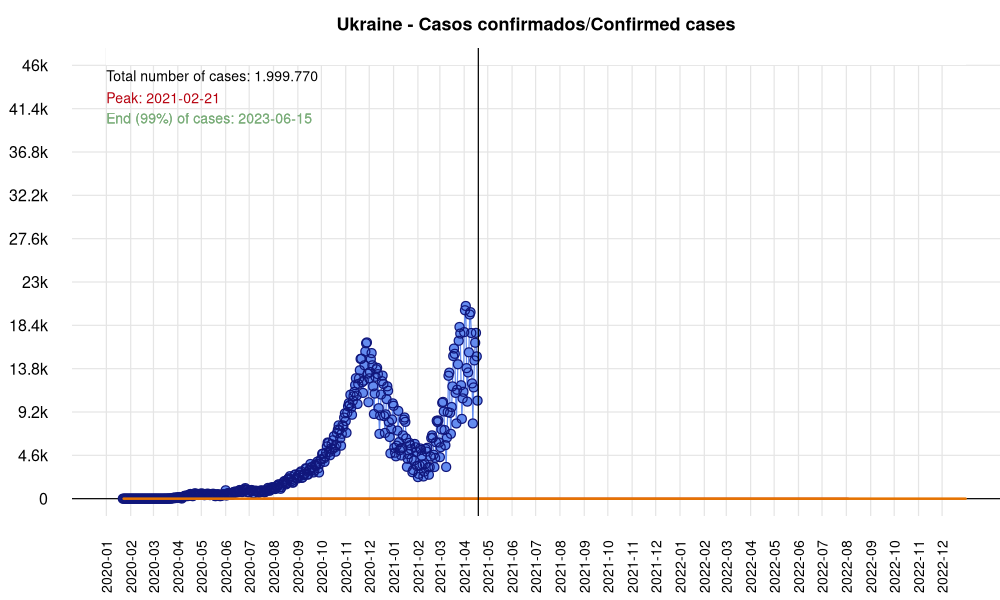 Ukraine - Casos confirmados/Confirmed cases
Total number of cases: 1.999.770
Peak: 2021-02-21
End (99%) of cases: 2023-06-15
46k
41.4k
36.8k
32.2k
27.6k
23k
18.4k
13.8k
9.2k
4.6k
0
2020-01
2020-02
2020-03
2020-04
2020-05
2020-06
2020-07
2020-08
2020-09
2020-10
2020-11
2020-12
2021-01
2021-02
2021-03
2021-04
2021-05
2021-06
2021-07
2021-08
2021-09
2021-10
2021-11
2021-12
2022-01
2022-02
2022-03
2022-04
2022-05
2022-06
2022-07
2022-08
2022-09
2022-10
2022-11
2022-12